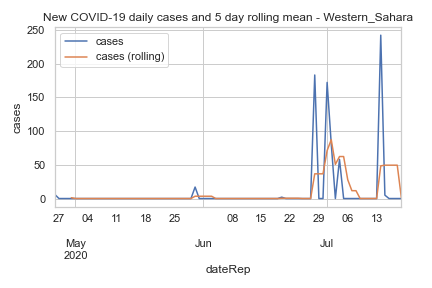 New COVID-19 daily cases and 5 day rolling mean - Western_Sahara
cases
cases (rolling)
250
200
150
100
50
0
cases
27 04 11 18 25 08 15 22 29 06 13
May Jun Jul
2020
dateRep